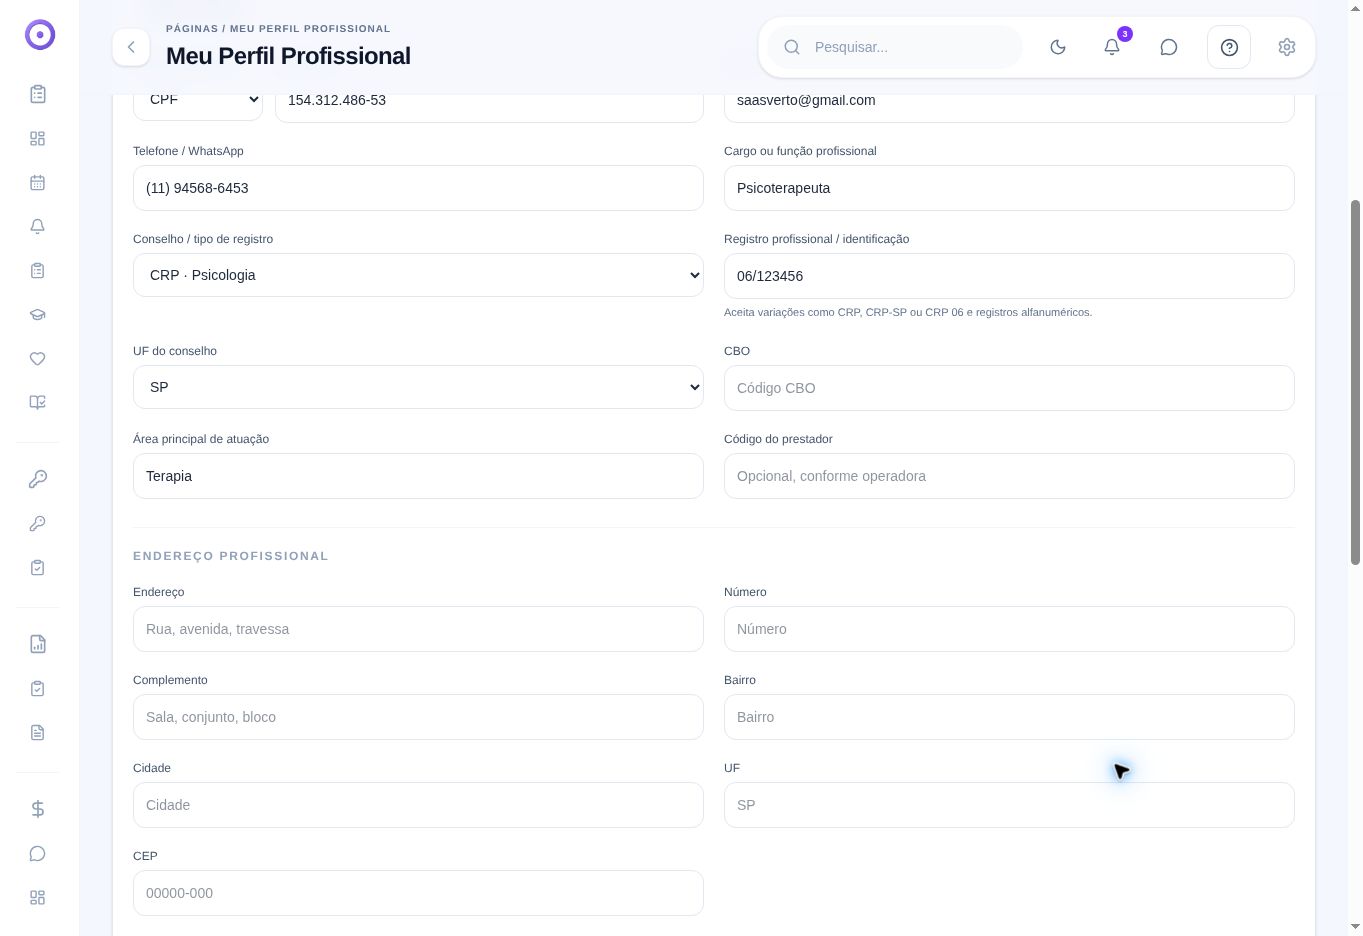 PÁGINAS / MEU PERFIL PROFISSIONAL
Meu Perfil Profissional
Pesquisar...
3
CPF
154.312.486-53
saasverto@gmail.com
Telefone / WhatsApp
Cargo ou função profissional
(11) 94568-6453
Psicoterapeuta
Conselho / tipo de registro
Registro profissional / identificação
CRP · Psicologia
06/123456
Aceita variações como CRP, CRP-SP ou CRP 06 e registros alfanuméricos.
UF do conselho
CBO
SP
Código CBO
Área principal de atuação
Código do prestador
Terapia
Opcional, conforme operadora
ENDEREÇO PROFISSIONAL
Endereço
Número
Rua, avenida, travessa
Número
Complemento
Bairro
Sala, conjunto, bloco
Bairro
Cidade
UF
Cidade
SP
CEP
00000-000